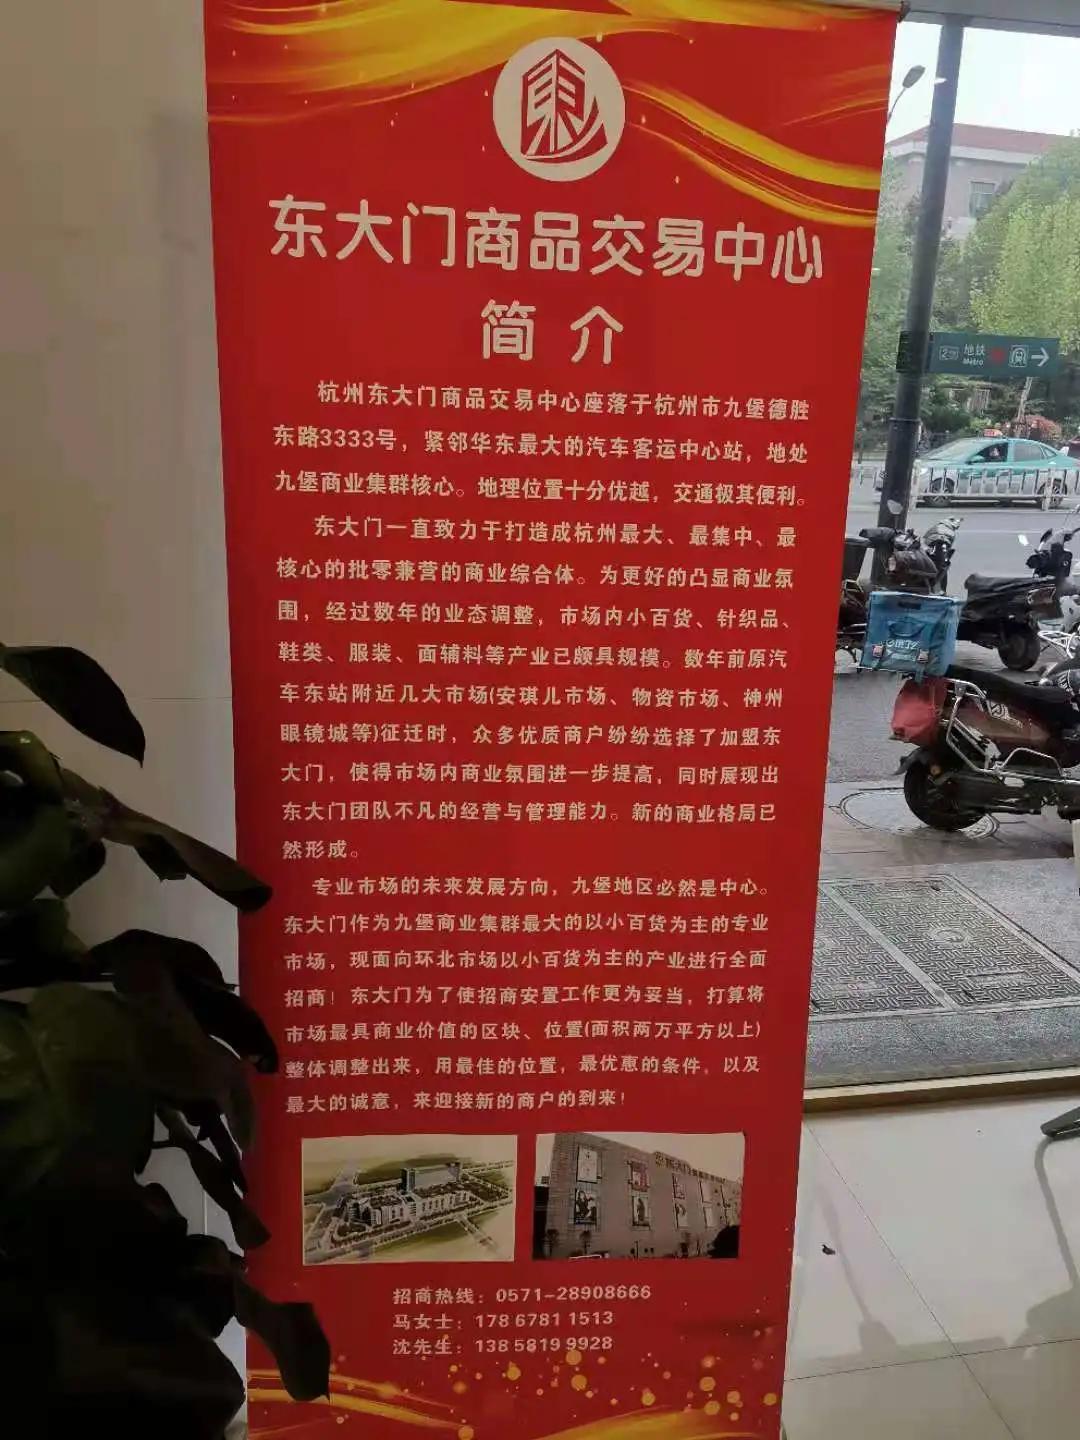 东大门商品交易中心
简 介
杭州东大门商品交易中心座落于杭州市九堡德胜
东路3333号，紧邻华东最大的汽车客运中心站，地处
九堡商业集群核心。地理位置十分优越，交通极其便利。
东大门一直致力于打造成杭州最大、最集中、最
核心的批零兼营的商业综合体。为更好的凸显商业氛
围，经过数年的业态调整，市场内小百货、针织品、
鞋类、服装、面辅料等产业已颇具规模。数年前原汽
车东站附近几大市场(安琪儿市场、物资市场、神州
眼镜城等)征迁时，众多优质商户纷纷选择了加盟东
大门，使得市场内商业氛围进一步提高，同时展现出
东大门团队不凡的经营与管理能力。新的商业格局已
然形成。
专业市场的未来发展方向，九堡地区必然是中心。
东大门作为九堡商业集群最大的以小百货为主的专业
市场，现面向环北市场以小百货为主的产业进行全面
招商！东大门为了使招商安置工作更为妥当，打算将
市场最具商业价值的区块、位置(面积两万平方以上)
整体调整出来，用最佳的位置，最优惠的条件，以及
最大的诚意，来迎接新的商户的到来！
招商热线：0571-28908666
马女士：178 6781 1513
沈先生：138 5819 9928
2
地铁
Metro